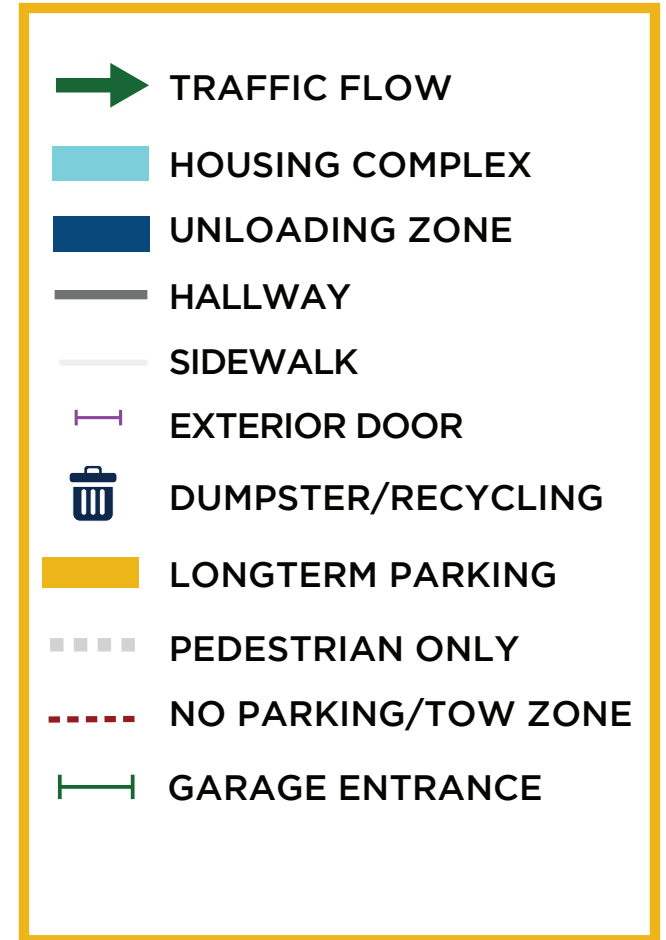 TRAFFIC FLOW
HOUSING COMPLEX
UNLOADING ZONE
HALLWAY
SIDEWALK
EXTERIOR DOOR
DUMPSTER/RECYCLING
LONGTERM PARKING
PEDESTRIAN ONLY
NO PARKING/TOW ZONE
GARAGE ENTRANCE